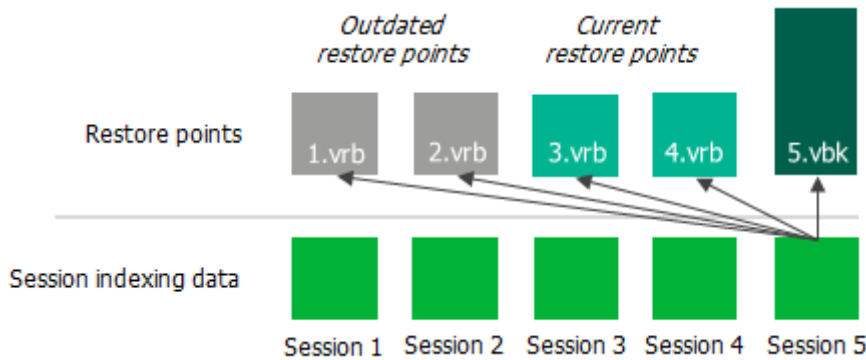 Outdated
restore points
Current
restore points
Restore points
1.vrb
2.vrb
3.vrb
4.vrb
5.vbk
Session indexing data
Session 1
Session 2
Session 3
Session 4
Session 5